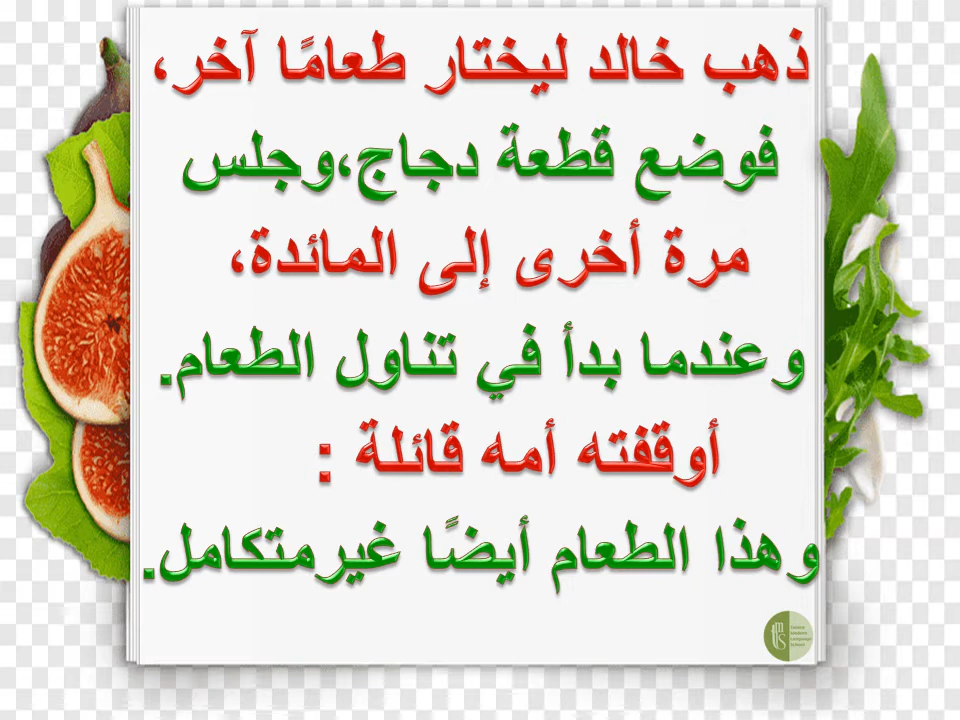 ذهب خالد ليختار طعامًا آخر،
فوضع قطعة دجاج،وجلس
مرة أخرى إلى المائدة،
وعندما بدأ في تناول الطعام.
أوقفته أمه قائلة :
وهذا الطعام أيضًا غيرمتكامل.